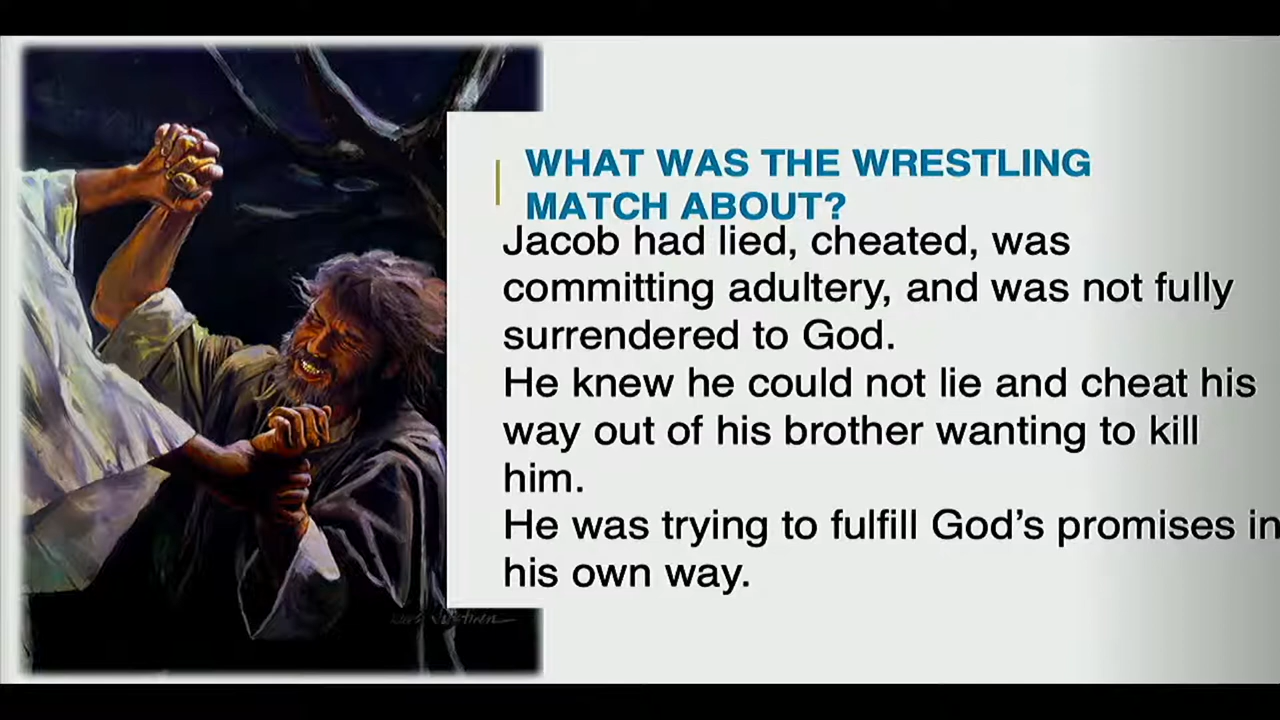 WHAT WAS THE WRESTLING
MATCH ABOUT?
Jacob had lied, cheated, was
committing adultery, and was not fully
surrendered to God.
He knew he could not lie and cheat his
way out of his brother wanting to kill
him.
He was trying to fulfill God’s promises in
his own way.